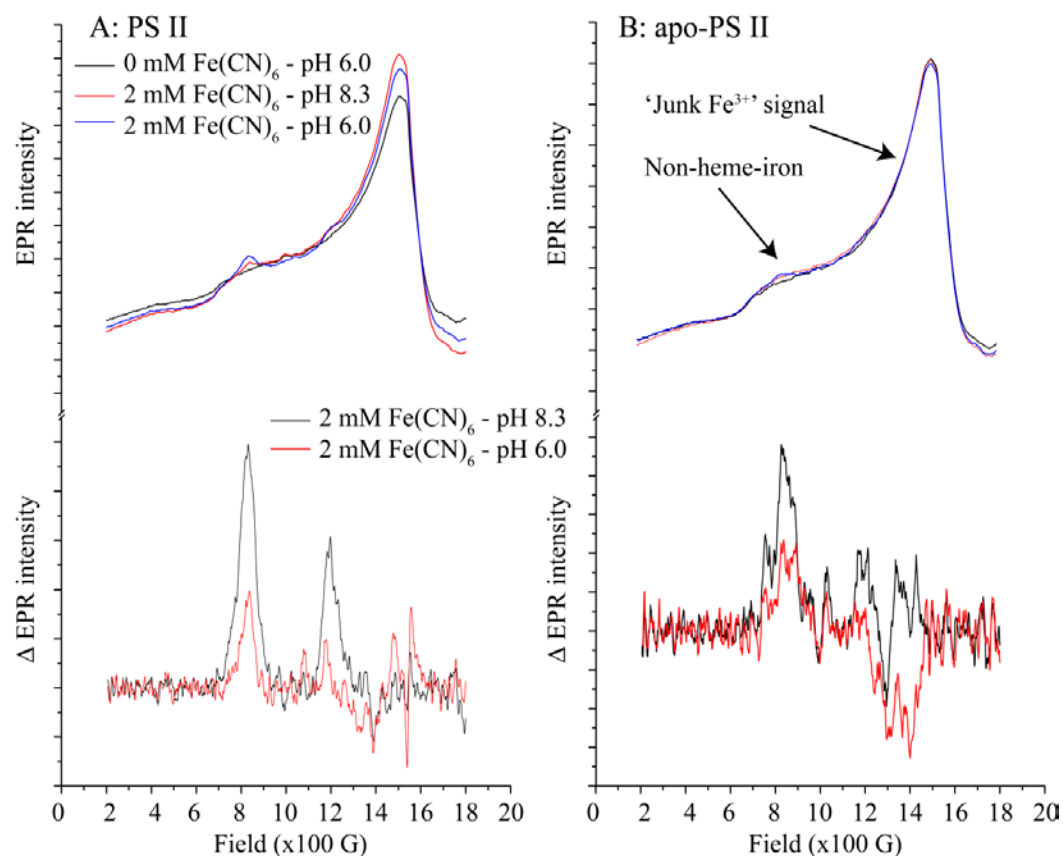 A: PS II
0 mM Fe(CN)₆ - pH 6.0
2 mM Fe(CN)₆ - pH 8.3
2 mM Fe(CN)₆ - pH 6.0
EPR intensity
2 mM Fe(CN)₆ - pH 8.3
2 mM Fe(CN)₆ - pH 6.0
Δ EPR intensity
0 2 4 6 8 10 12 14 16 18 20
Field (x100 G)
B: apo-PS II
'Junk Fe³⁺' signal
Non-heme-iron
EPR intensity
Δ EPR intensity
0 2 4 6 8 10 12 14 16 18 20
Field (x100 G)